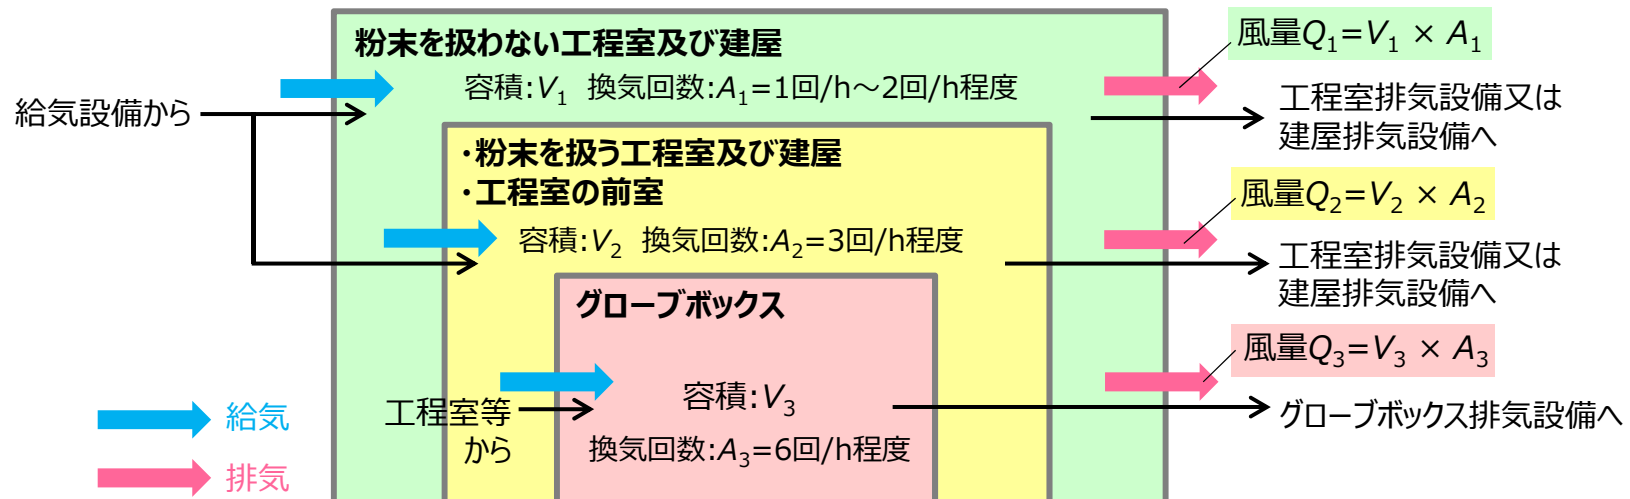 粉末を扱わない工程室及び建屋
容積:V₁ 換気回数:A₁=1回/h～2回/h程度
風量Q₁=V₁ × A₁
給気設備から
工程室排気設備又は
建屋排気設備へ
・粉末を扱う工程室及び建屋
・工程室の前室
容積:V₂ 換気回数:A₂=3回/h程度
風量Q₂=V₂ × A₂
工程室排気設備又は
建屋排気設備へ
グローブボックス
風量Q₃=V₃ × A₃
工程室等
から
容積:V₃
換気回数:A₃=6回/h程度
グローブボックス排気設備へ
給気
排気